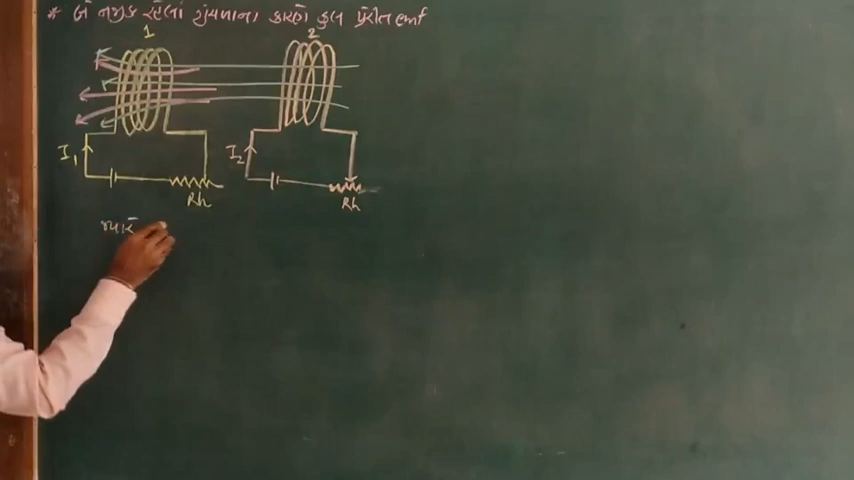 * બે નજીક રહેલાં ગુંચળાના કારણે કુલ પ્રેરીત emf
1
2
I₁
I₂
Rh
Rh
જ્યારે